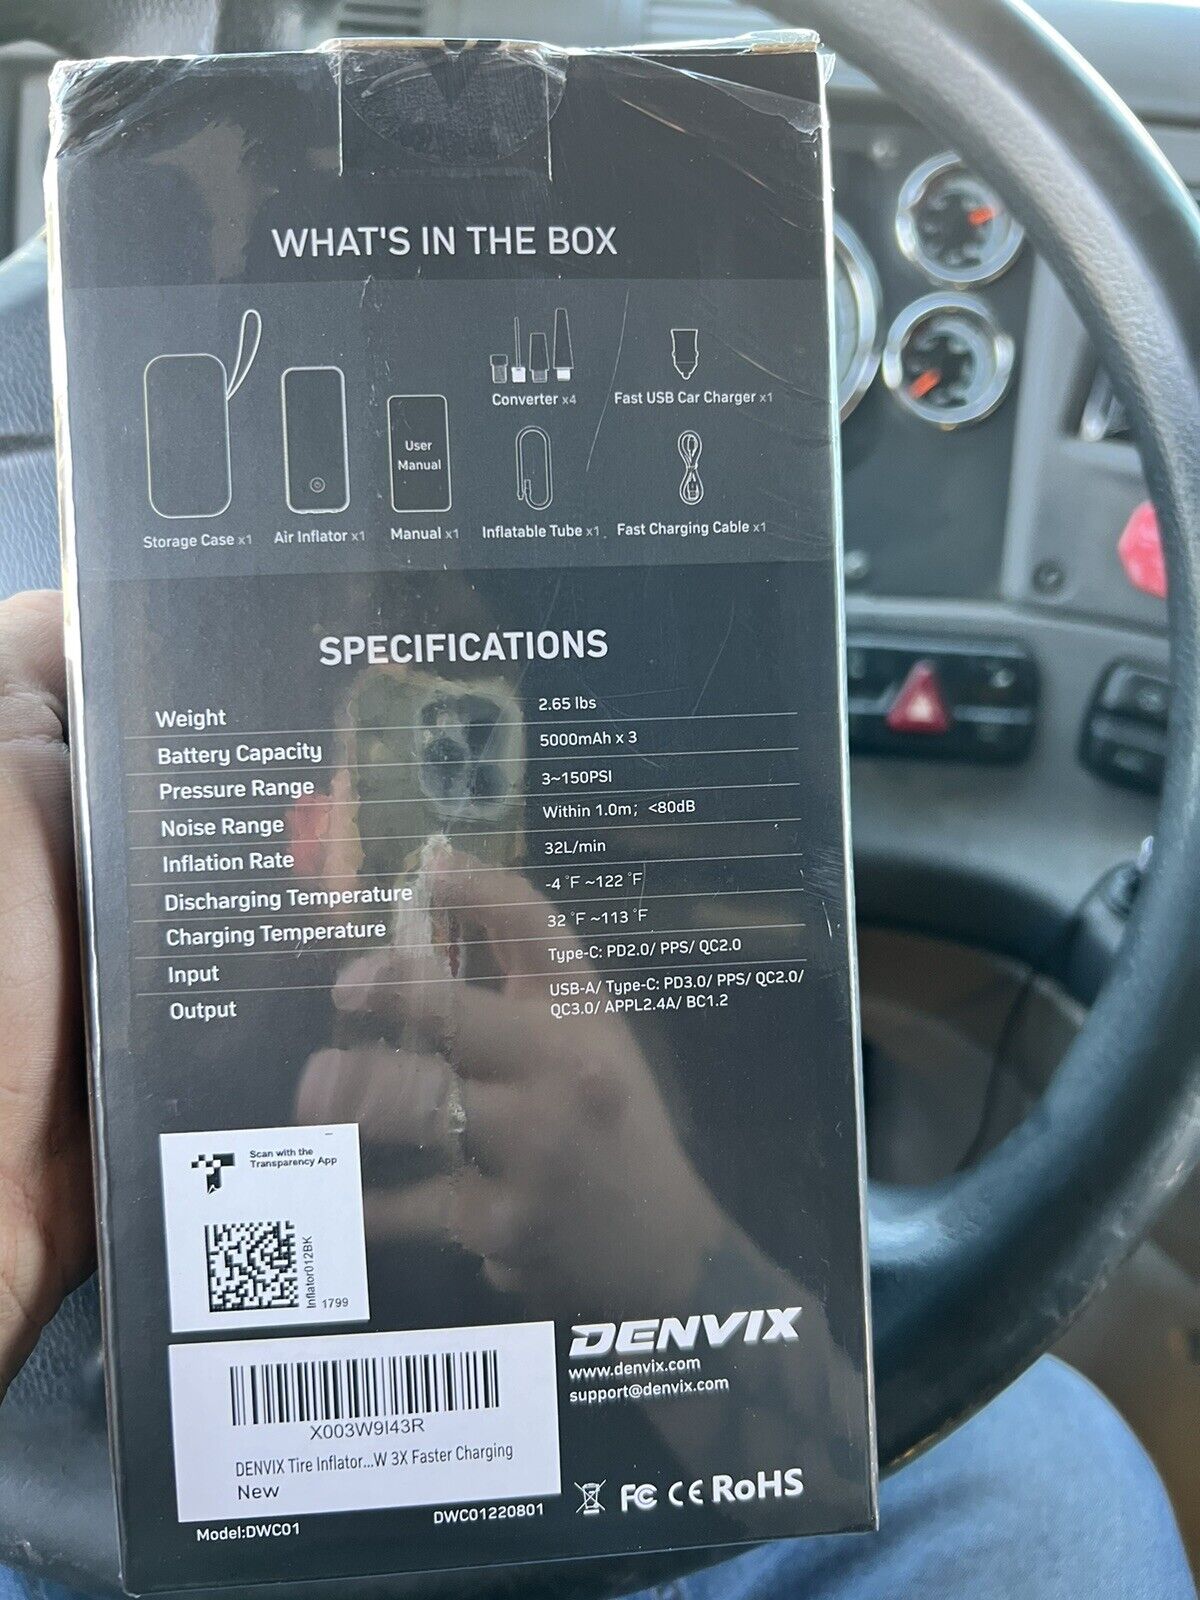 WHAT'S IN THE BOX
Converter x4
Fast USB Car Charger x1
User
Manual
Storage Case x1
Air Inflator x1
Manual x1
Inflatable Tube x1
Fast Charging Cable x1
SPECIFICATIONS
Weight 2.65 lbs
Battery Capacity 5000mAh x 3
Pressure Range 3~150PSI
Noise Range Within 1.0m; <80dB
Inflation Rate 32L/min
Discharging Temperature -4 °F ~122 °F
Charging Temperature 32 °F ~113 °F
Input Type-C: PD2.0/ PPS/ QC2.0
Output USB-A/ Type-C: PD3.0/ PPS/ QC2.0/
QC3.0/ APPL2.4A/ BC1.2
Scan with the
Transparency App
Inflator012BK
1799
X003W9I43R
DENVIX Tire Inflator...W 3X Faster Charging
New
DENVIX
www.denvix.com
support@denvix.com
FC CE RoHS
Model:DWC01
DWC01220801